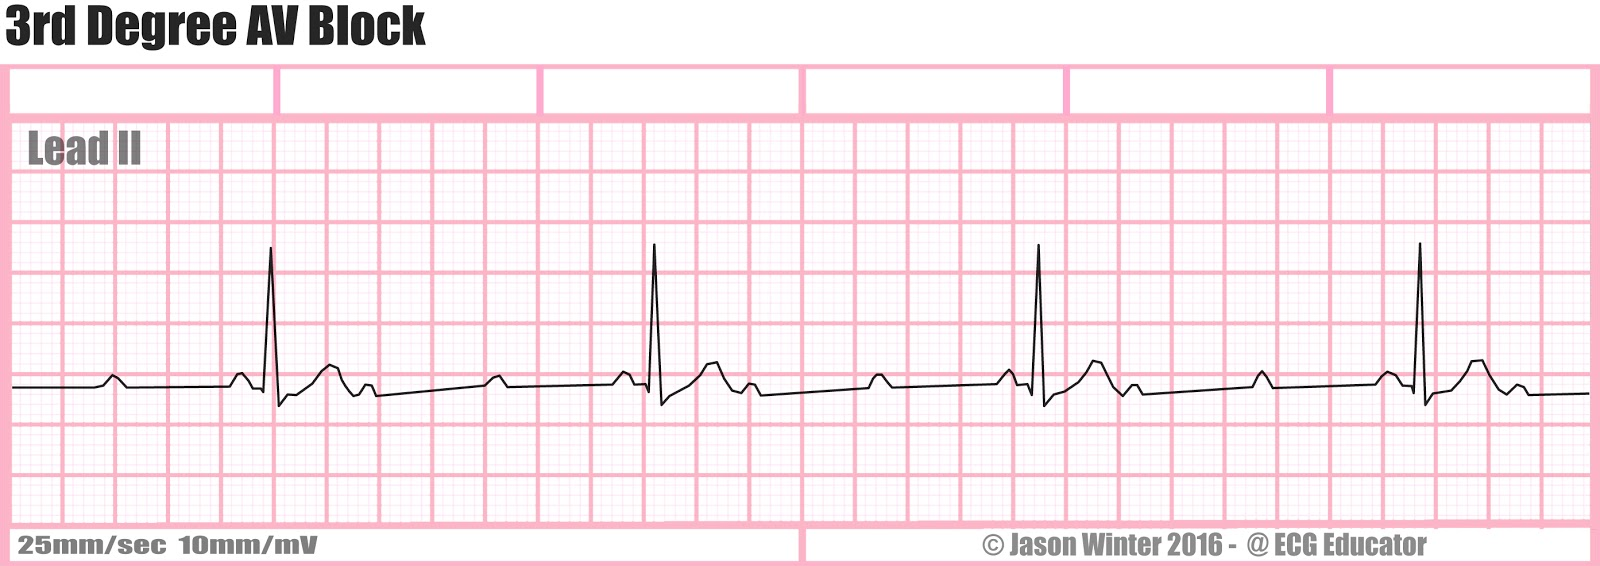 3rd Degree AV Block
Lead II
25mm/sec 10mm/mV
© Jason Winter 2016 - @ ECG Educator